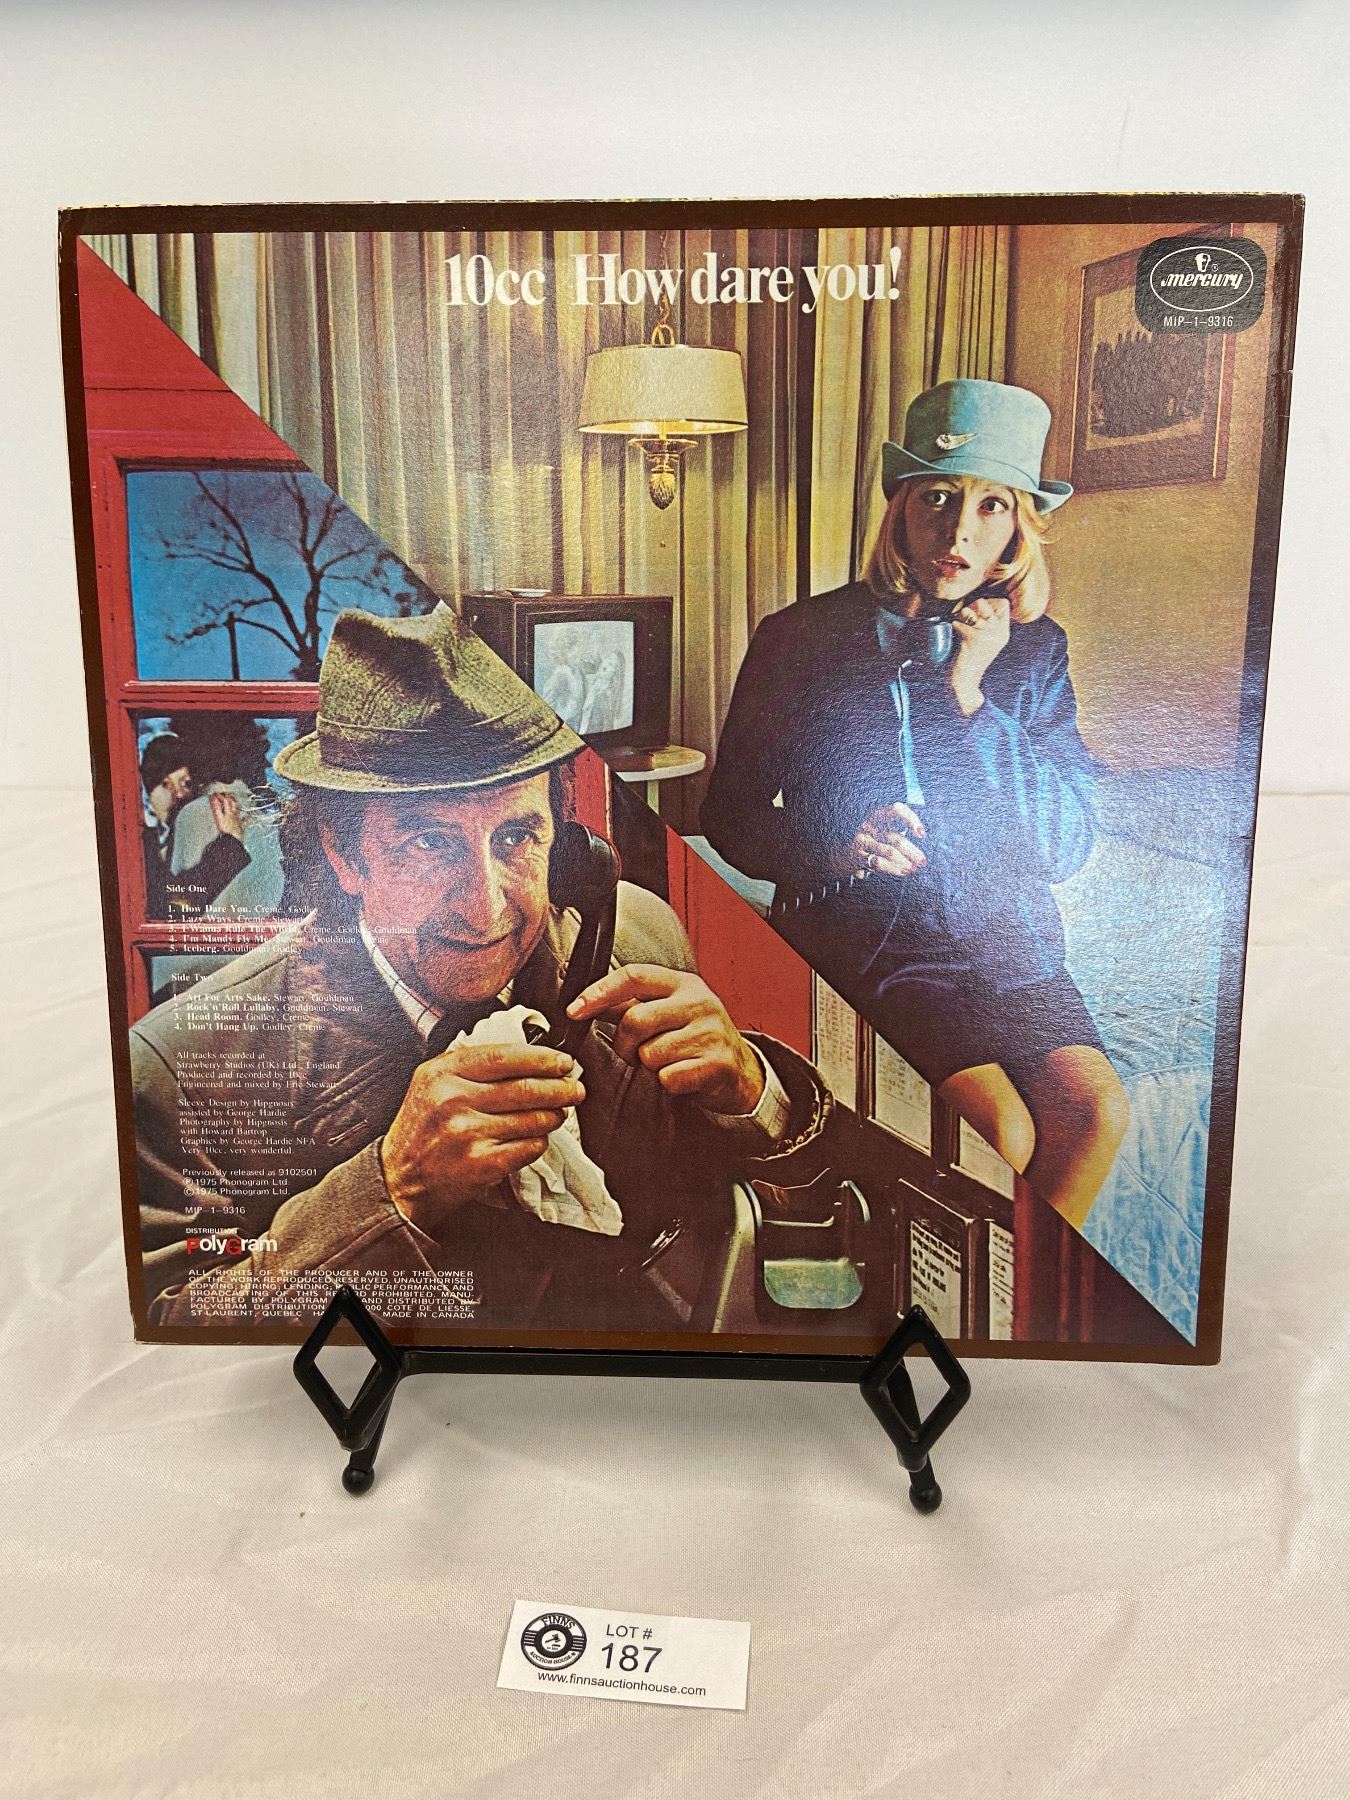 10cc How dare you!
mercury
MIP-1-9316
Side One
1. How Dare You. Creme, Godley
2. Lazy Ways. Creme, Stewart
3. I Wanna Rule The World. Creme, Godley, Gouldman
4. I'm Mandy Fly Me. Stewart, Gouldman, Creme
5. Iceberg. Gouldman, Godley
Side Two
1. Art For Arts Sake. Stewart, Gouldman
2. Rock'n'Roll Lullaby. Gouldman, Stewart
3. Head Room. Godley, Creme
4. Don't Hang Up. Godley, Creme
All tracks recorded at
Strawberry Studios (UK) Ltd., England
Produced and recorded by 10cc
Engineered and mixed by Eric Stewart
Sleeve Design by Hipgnosis
assisted by George Hardie
Photography by Hipgnosis
with Howard Bartrop
Graphics by George Hardie NFA
Very 10cc, very wonderful.
Previously released as 9102501
Ⓟ 1975 Phonogram Ltd.
© 1975 Phonogram Ltd.
MIP-1-9316
DISTRIBUTION
PolyGram
ALL RIGHTS OF THE PRODUCER AND OF THE OWNER
OF THE WORK REPRODUCED RESERVED. UNAUTHORISED
COPYING, HIRING, LENDING, PUBLIC PERFORMANCE AND
BROADCASTING OF THIS RECORD PROHIBITED. MANU-
FACTURED BY POLYGRAM AND DISTRIBUTED BY
POLYGRAM DISTRIBUTION 000 COTE DE LIESSE,
ST-LAURENT, QUEBEC MADE IN CANADA
FINNS
AUCTION HOUSE
LOT #
187
www.finnsauctionhouse.com